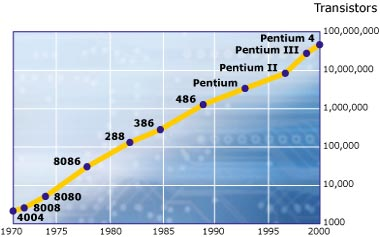 Transistors
100,000,000
Pentium 4
Pentium III
10,000,000
Pentium II
Pentium
486
1,000,000
386
288
100,000
8086
10,000
8080
8008
4004
1000
1970 1975 1980 1985 1990 1995 2000